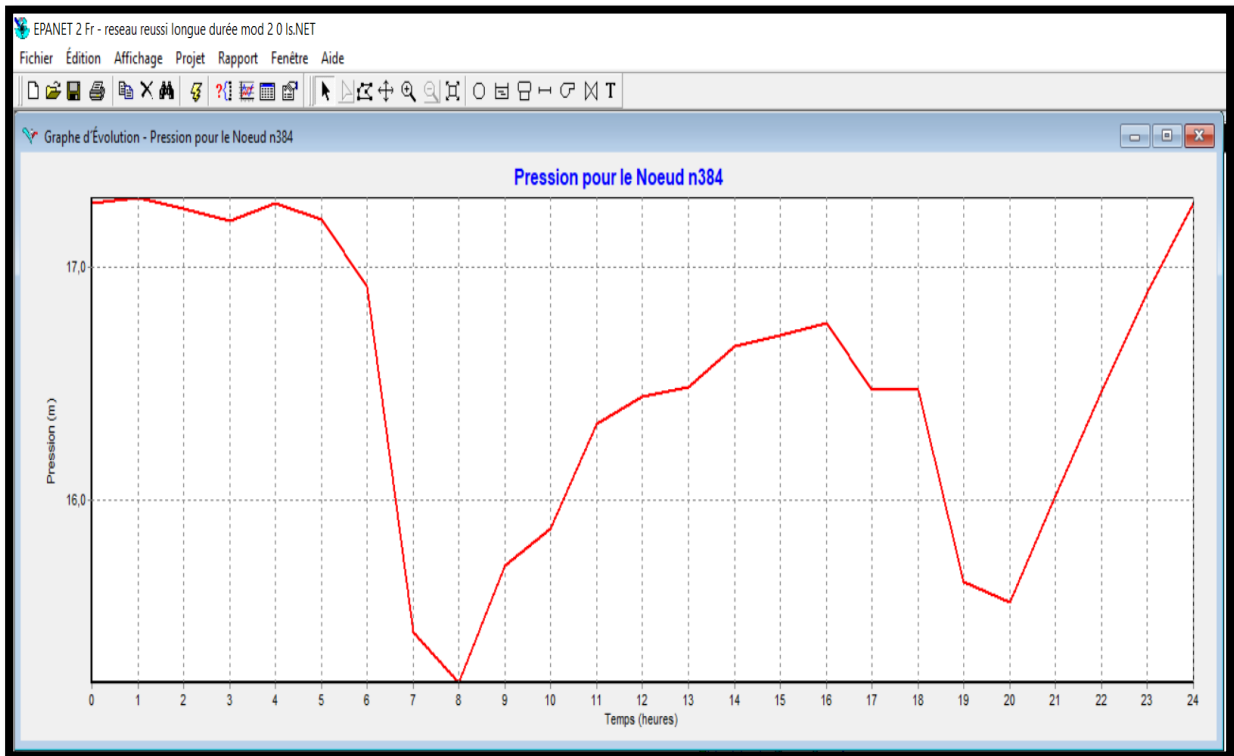 EPANET 2 Fr - reseau reussi longue durée mod 2 0 ls.NET
Fichier Édition Affichage Projet Rapport Fenêtre Aide
T
Graphe d'Évolution - Pression pour le Noeud n384
Pression pour le Noeud n384
17,0
Pression (m)
16,0
0 1 2 3 4 5 6 7 8 9 10 11 12 13 14 15 16 17 18 19 20 21 22 23 24
Temps (heures)